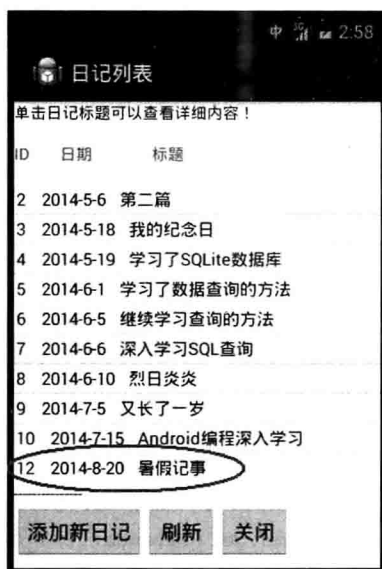 中 3G 2:58
日记列表
单击日记标题可以查看详细内容！
ID 日期 标题
2 2014-5-6 第二篇
3 2014-5-18 我的纪念日
4 2014-5-19 学习了SQLite数据库
5 2014-6-1 学习了数据查询的方法
6 2014-6-5 继续学习查询的方法
7 2014-6-6 深入学习SQL查询
8 2014-6-10 烈日炎炎
9 2014-7-5 又长了一岁
10 2014-7-15 Android编程深入学习
12 2014-8-20 暑假记事
添加新日记 刷新 关闭